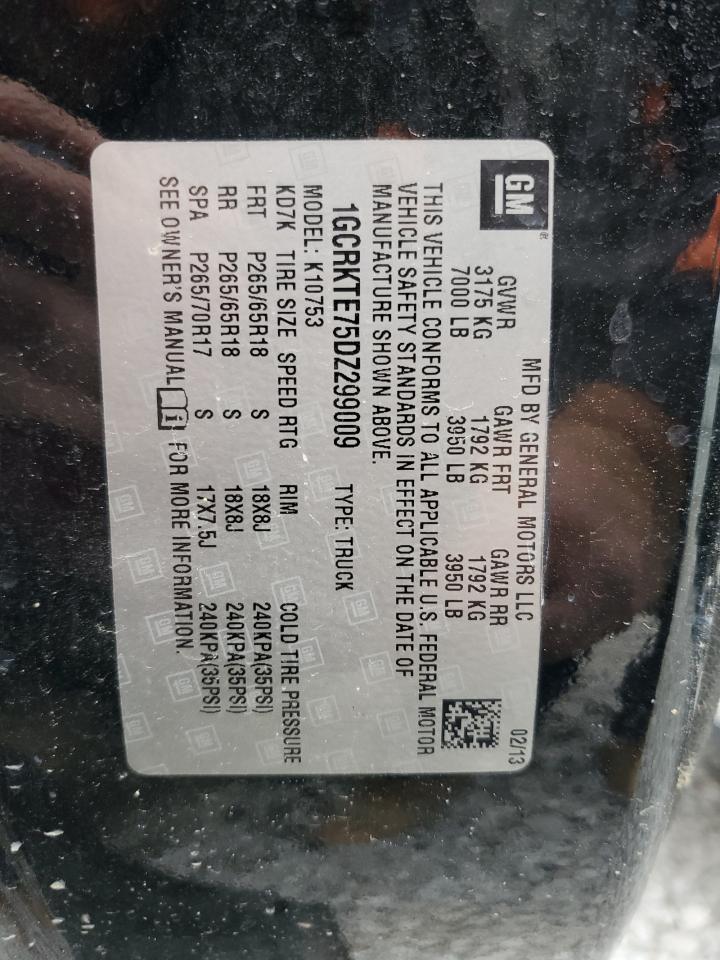 GM
MFD BY GENERAL MOTORS LLC 02/13
GVWR GAWR FRT GAWR RR
3175 KG 1792 KG 1792 KG
7000 LB 3950 LB 3950 LB
THIS VEHICLE CONFORMS TO ALL APPLICABLE U.S. FEDERAL MOTOR
VEHICLE SAFETY STANDARDS IN EFFECT ON THE DATE OF
MANUFACTURE SHOWN ABOVE.
1GCRKTE75DZ299009 TYPE: TRUCK
MODEL: K10753
KD7K TIRE SIZE SPEED RTG RIM COLD TIRE PRESSURE
FRT P265/65R18 S 18X8J 240KPA(35PSI)
RR P265/65R18 S 18X8J 240KPA(35PSI)
SPA P265/70R17 S 17X7.5J 240KPA(35PSI)
SEE OWNER'S MANUAL i FOR MORE INFORMATION.